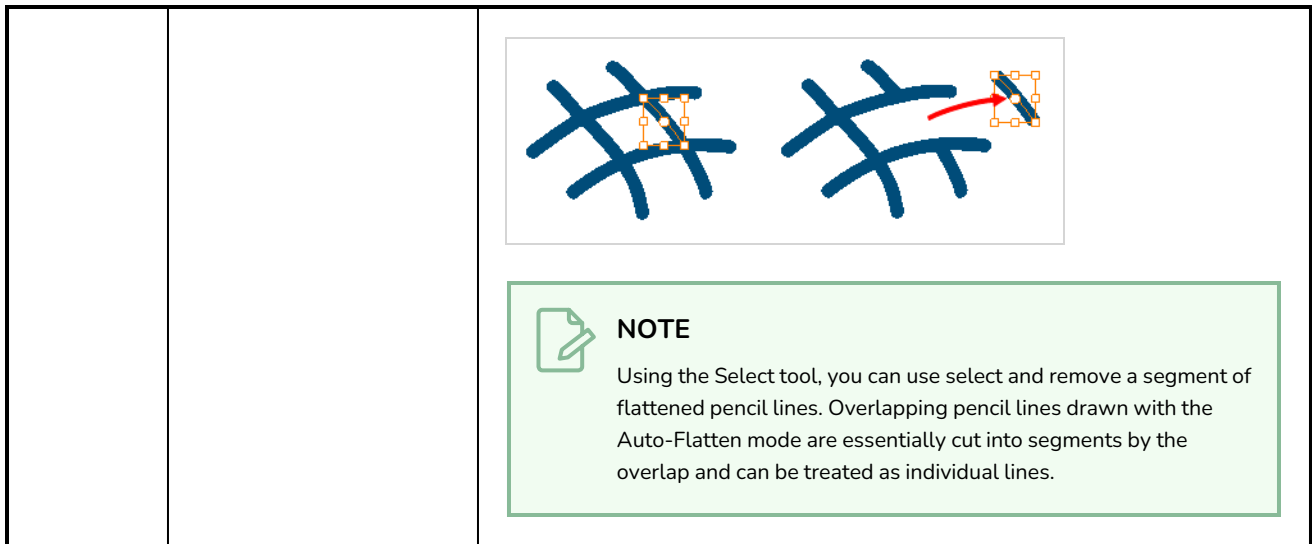 NOTE
Using the Select tool, you can use select and remove a segment of
flattened pencil lines. Overlapping pencil lines drawn with the
Auto-Flatten mode are essentially cut into segments by the
overlap and can be treated as individual lines.